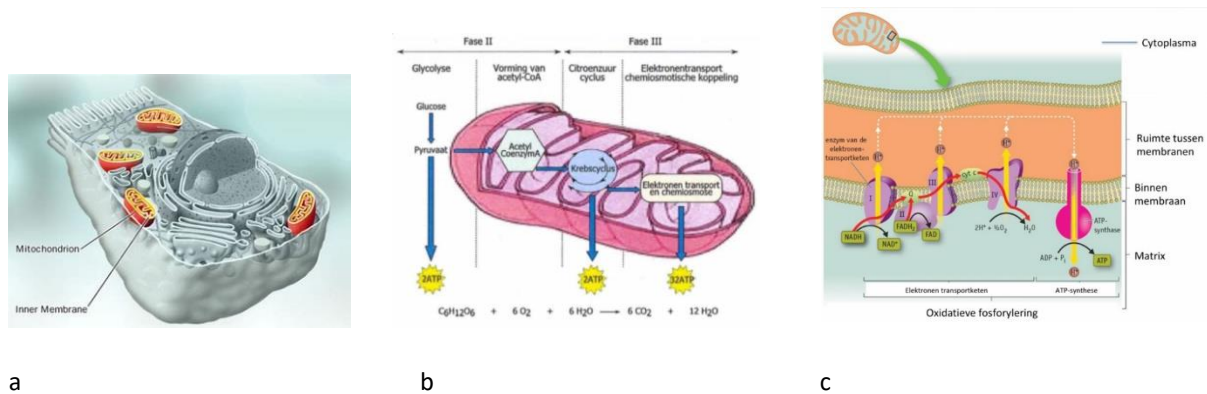 Mitochondrion
Inner Membrane
a
Fase II
Fase III
Glycolyse
Vorming van
acetyl-CoA
Citroenzuur
cyclus
Elektronentransport
chemiosmotische koppeling
Glucose
Pyruvaat
Acetyl
CoenzymA
Krebscyclus
Elektronen transport
en chemiosmose
2ATP
2ATP
32ATP
C₆H₁₂O₆ + 6 O₂ + 6 H₂O → 6 CO₂ + 12 H₂O
b
Cytoplasma
Ruimte tussen
membranen
Binnen
membraan
Matrix
enzym van de
elektronen-
transportketen
H⁺
H⁺
H⁺
H⁺
I
II
III
IV
Q
cyt c
NADH
NAD⁺
FADH₂
FAD
2H⁺ + ½O₂
H₂O
ATP-
synthase
ADP + Pᵢ
ATP
H⁺
Elektronen transportketen
ATP-synthese
Oxidatieve fosforylering
c